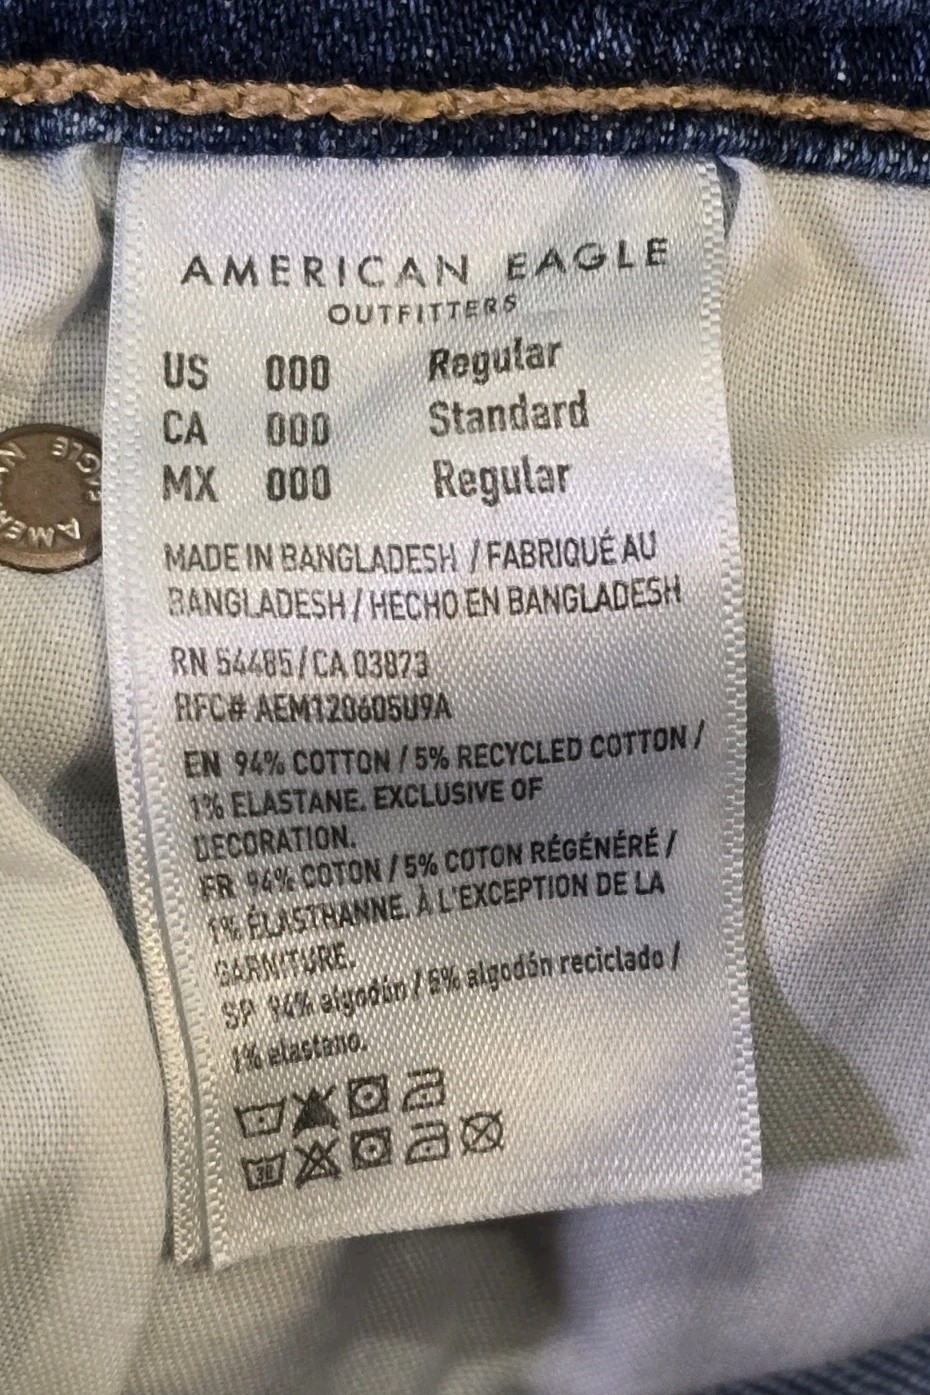 AMERICAN EAGLE
OUTFITTERS
US 000 Regular
CA 000 Standard
MX 000 Regular
MADE IN BANGLADESH / FABRIQUÉ AU
BANGLADESH / HECHO EN BANGLADESH
RN 54485/CA 03873
RFC# AEM120605U9A
EN 94% COTTON / 5% RECYCLED COTTON /
1% ELASTANE. EXCLUSIVE OF
DECORATION.
FR 94% COTON / 5% COTON RÉGÉNÉRÉ /
1% ÉLASTHANNE. À L'EXCEPTION DE LA
GARNITURE.
SP 94% algodón / 5% algodón reciclado /
1% elastano.
30